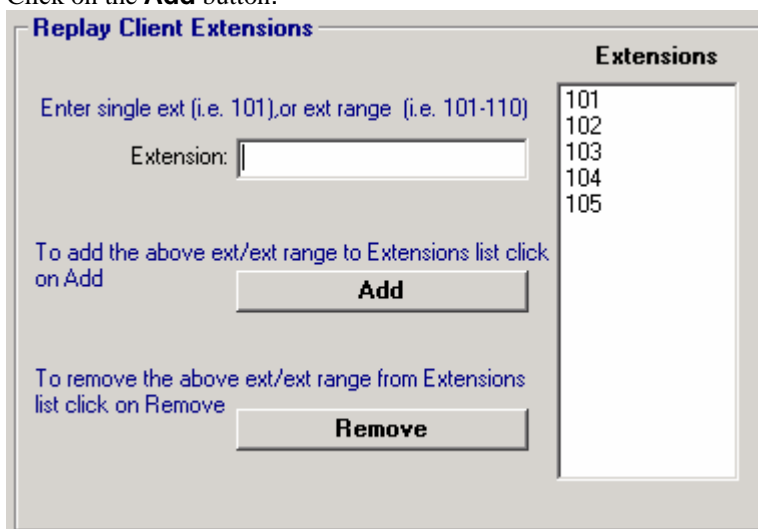 Click on the Add button.
Replay Client Extensions
Extensions
Enter single ext (i.e. 101),or ext range (i.e. 101-110)
Extension:
101
102
103
104
105
To add the above ext/ext range to Extensions list click
on Add
Add
To remove the above ext/ext range from Extensions
list click on Remove
Remove